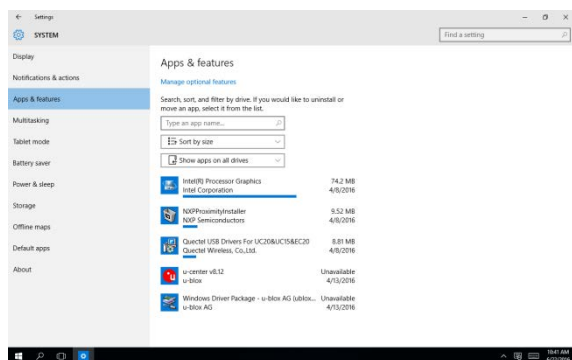 Settings
SYSTEM
Find a setting
Display
Notifications & actions
Apps & features
Multitasking
Tablet mode
Battery saver
Power & sleep
Storage
Offline maps
Default apps
About
Apps & features
Manage optional features
Search, sort, and filter by drive. If you would like to uninstall or
move an app, select it from the list.
Type an app name...
Sort by size
Show apps on all drives
Intel(R) Processor Graphics 74.2 MB
Intel Corporation 4/8/2016
NXPProximityInstaller 9.52 MB
NXP Semiconductors 4/8/2016
Quectel USB Drivers For UC20&UC15&EC20 8.81 MB
Quectel Wireless, Co.,Ltd. 4/8/2016
u-center v8.12 Unavailable
u-blox 4/13/2016
Windows Driver Package - u-blox AG (ublox... Unavailable
u-blox AG 4/13/2016
10:41 AM